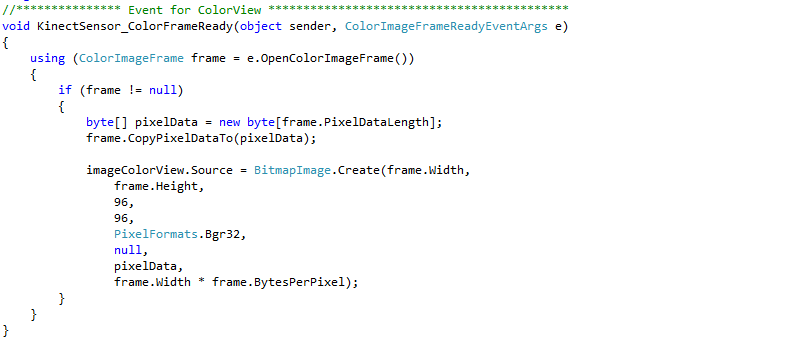 //*************** Event for ColorView *******************************************
void KinectSensor_ColorFrameReady(object sender, ColorImageFrameReadyEventArgs e)
{
    using (ColorImageFrame frame = e.OpenColorImageFrame())
    {
        if (frame != null)
        {
            byte[] pixelData = new byte[frame.PixelDataLength];
            frame.CopyPixelDataTo(pixelData);

            imageColorView.Source = BitmapImage.Create(frame.Width,
                frame.Height,
                96,
                96,
                PixelFormats.Bgr32,
                null,
                pixelData,
                frame.Width * frame.BytesPerPixel);
        }
    }
}